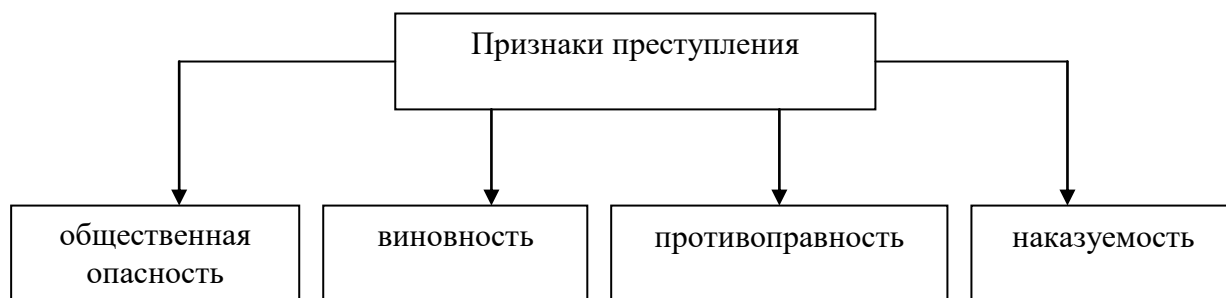 Признаки преступления
общественная
опасность
виновность
противоправность
наказуемость